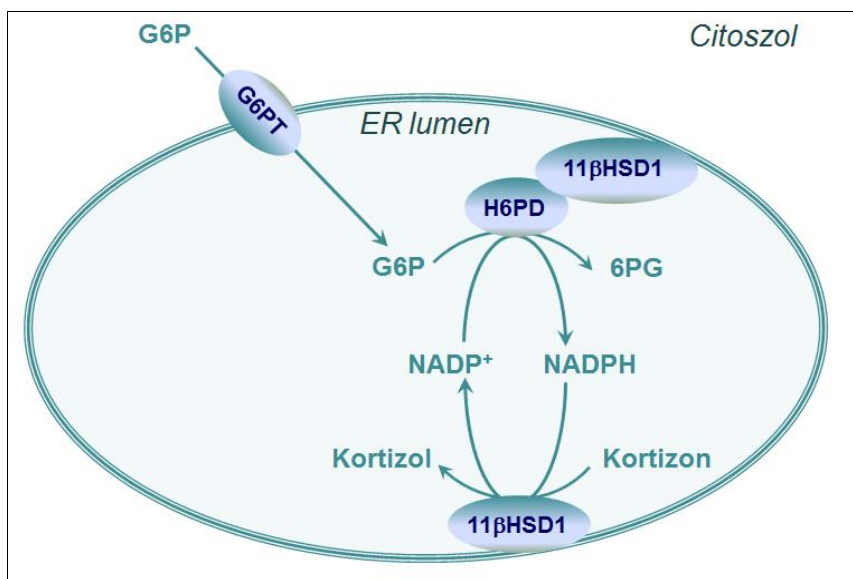 G6P
Citoszol
G6PT
ER lumen
11βHSD1
H6PD
G6P
6PG
NADP⁺
NADPH
Kortizol
Kortizon
11βHSD1